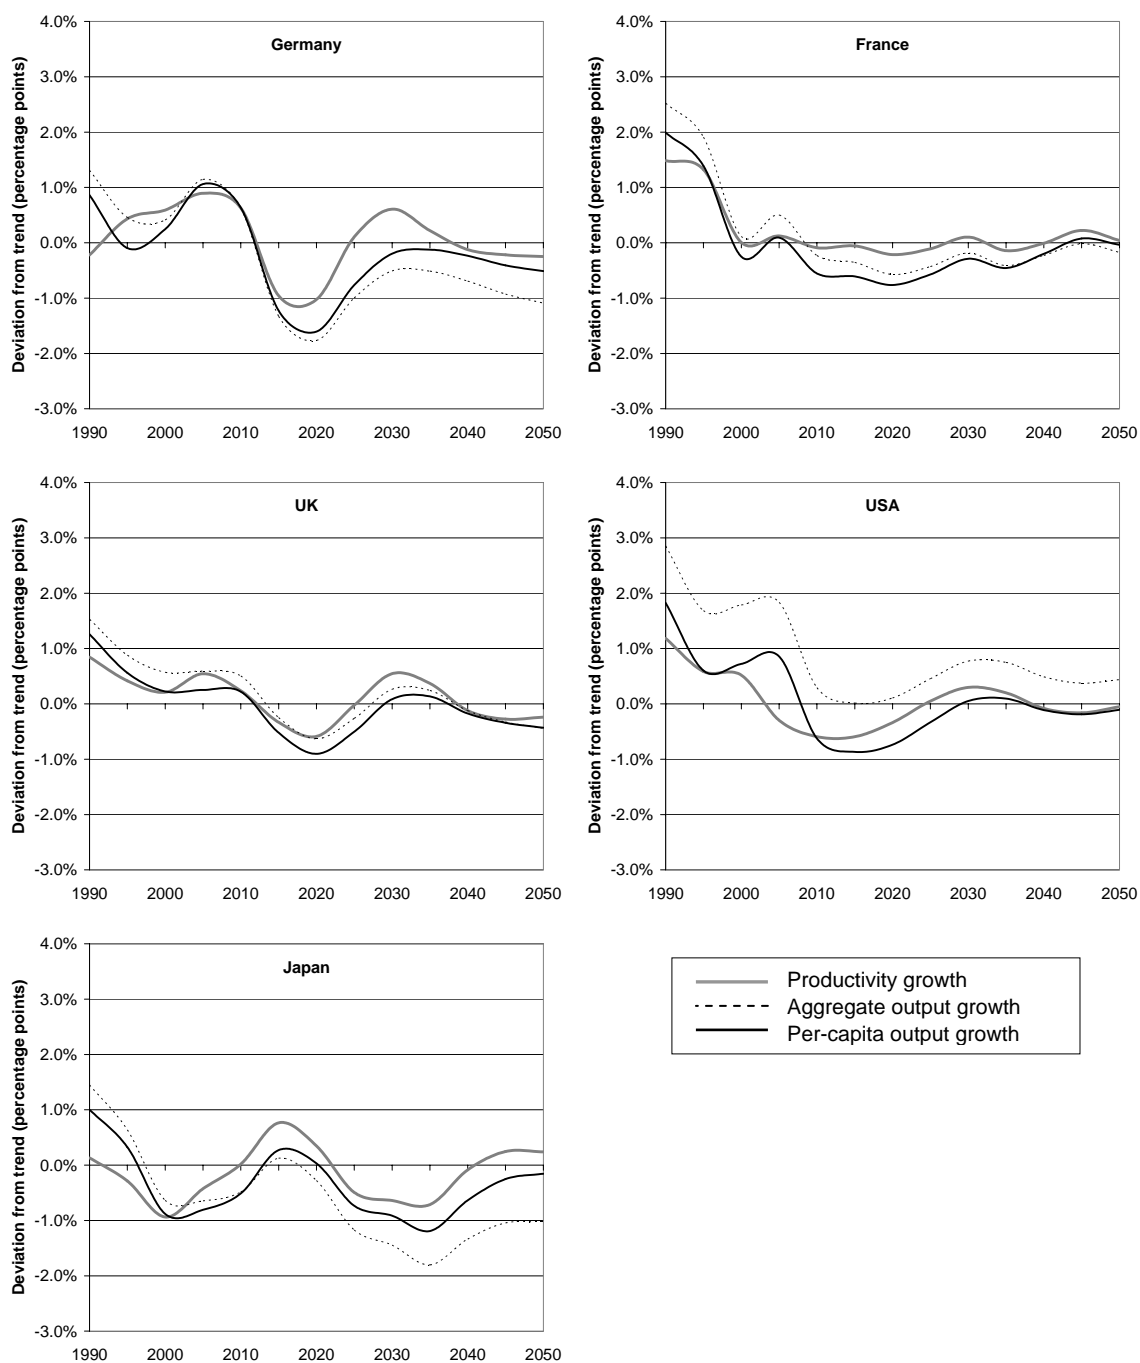 Germany
Deviation from trend (percentage points)
4.0%
3.0%
2.0%
1.0%
0.0%
-1.0%
-2.0%
-3.0%
1990 2000 2010 2020 2030 2040 2050
France
Deviation from trend (percentage points)
4.0%
3.0%
2.0%
1.0%
0.0%
-1.0%
-2.0%
-3.0%
1990 2000 2010 2020 2030 2040 2050
UK
Deviation from trend (percentage points)
4.0%
3.0%
2.0%
1.0%
0.0%
-1.0%
-2.0%
-3.0%
1990 2000 2010 2020 2030 2040 2050
USA
Deviation from trend (percentage points)
4.0%
3.0%
2.0%
1.0%
0.0%
-1.0%
-2.0%
-3.0%
1990 2000 2010 2020 2030 2040 2050
Japan
Deviation from trend (percentage points)
4.0%
3.0%
2.0%
1.0%
0.0%
-1.0%
-2.0%
-3.0%
1990 2000 2010 2020 2030 2040 2050
Productivity growth
Aggregate output growth
Per-capita output growth